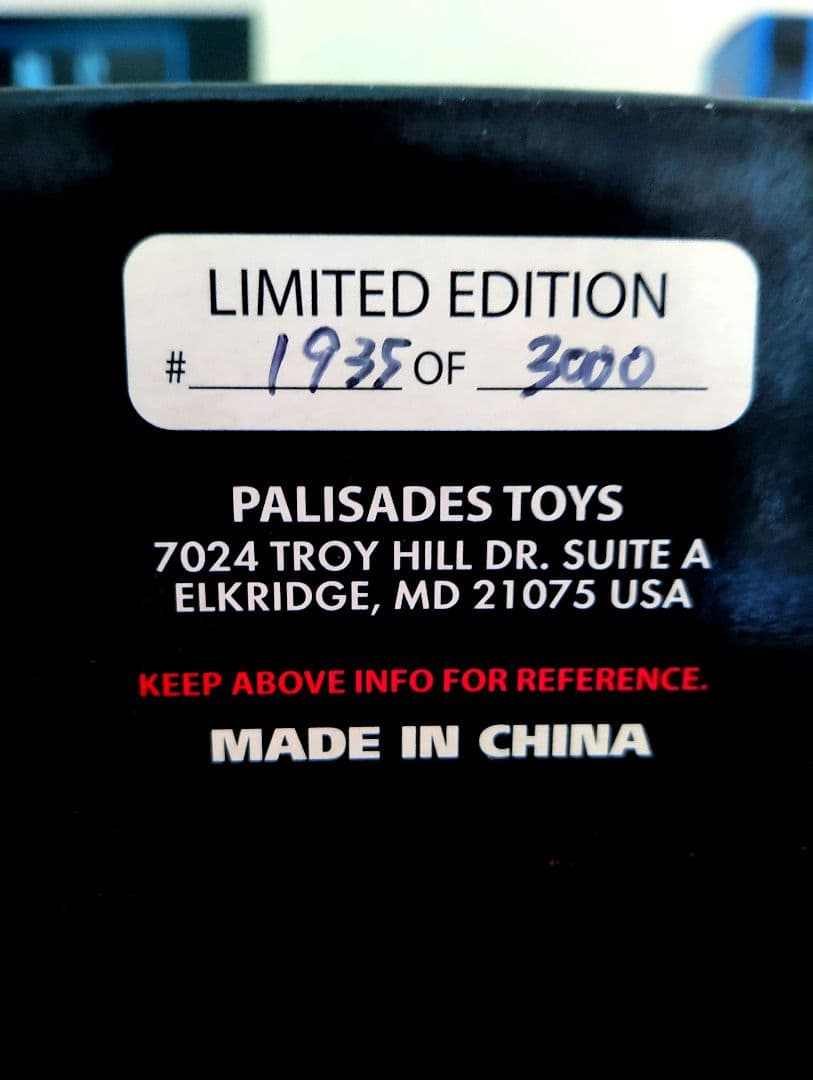 LIMITED EDITION
# 1935 OF 3000
PALISADES TOYS
7024 TROY HILL DR. SUITE A
ELKRIDGE, MD 21075 USA
KEEP ABOVE INFO FOR REFERENCE.
MADE IN CHINA